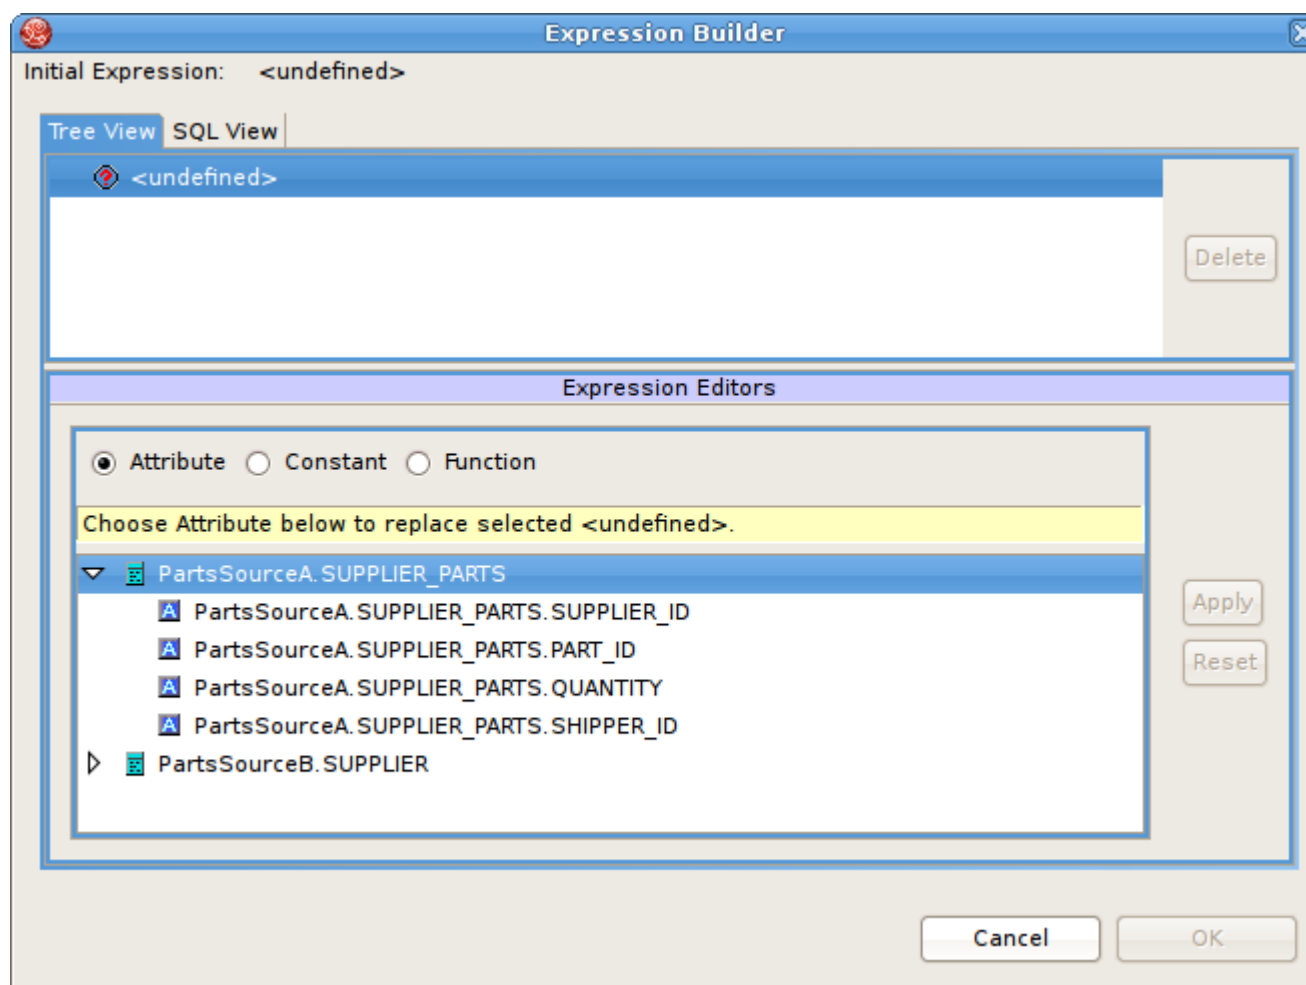 Expression Builder
Initial Expression: <undefined>
Tree View SQL View
<undefined>
Delete
Expression Editors
Attribute Constant Function
Choose Attribute below to replace selected <undefined>.
PartsSourceA.SUPPLIER_PARTS
PartsSourceA.SUPPLIER_PARTS.SUPPLIER_ID
PartsSourceA.SUPPLIER_PARTS.PART_ID
PartsSourceA.SUPPLIER_PARTS.QUANTITY
PartsSourceA.SUPPLIER_PARTS.SHIPPER_ID
PartsSourceB.SUPPLIER
Apply
Reset
Cancel OK